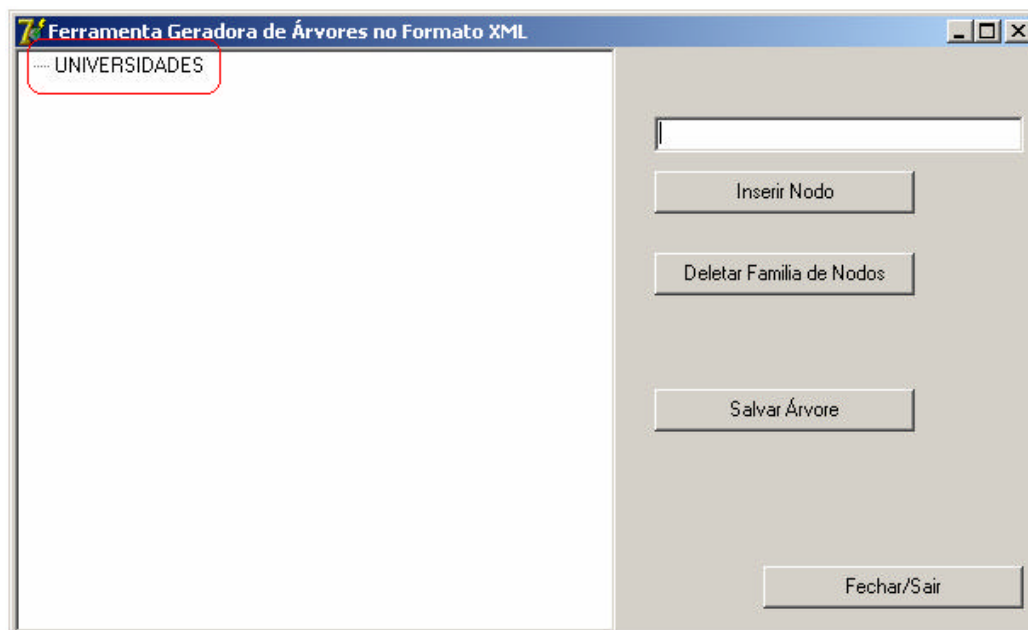 Ferramenta Geradora de Árvores no Formato XML
UNIVERSIDADES
Inserir Nodo
Deletar Familia de Nodos
Salvar Árvore
Fechar/Sair